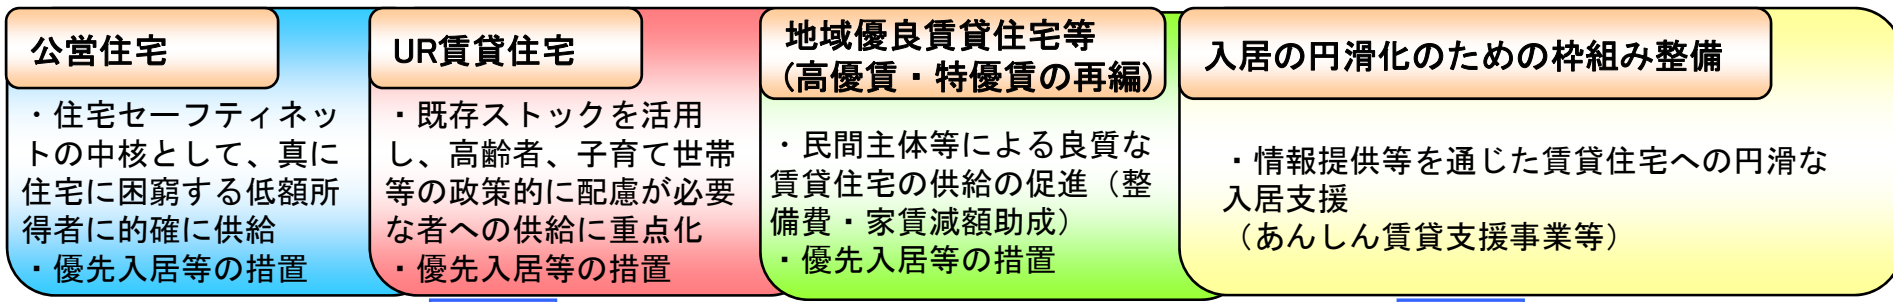 公営住宅
・住宅セーフティネッ
トの中核として、真に
住宅に困窮する低額所
得者に的確に供給
・優先入居等の措置
UR賃貸住宅
・既存ストックを活用
し、高齢者、子育て世帯
等の政策的に配慮が必要
な者への供給に重点化
・優先入居等の措置
地域優良賃貸住宅等
(高優賃・特優賃の再編)
・民間主体等による良質な
賃貸住宅の供給の促進（整
備費・家賃減額助成）
・優先入居等の措置
入居の円滑化のための枠組み整備
・情報提供等を通じた賃貸住宅への円滑な
入居支援
（あんしん賃貸支援事業等）